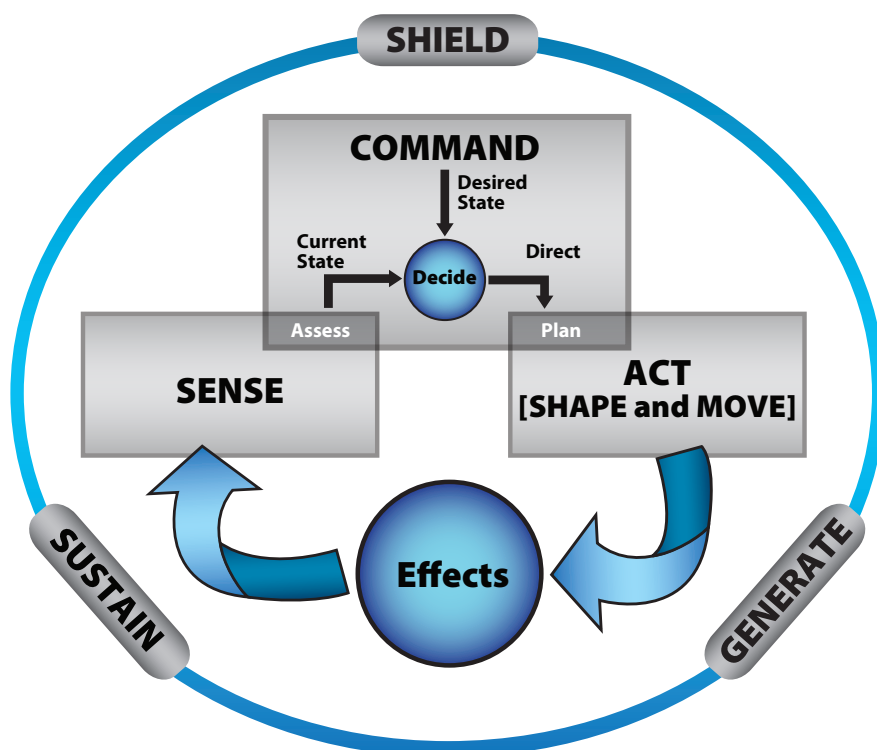 SHIELD
COMMAND
Desired
State
Current
State
Direct
Decide
Assess
Plan
SENSE
ACT
[SHAPE and MOVE]
Effects
SUSTAIN
GENERATE